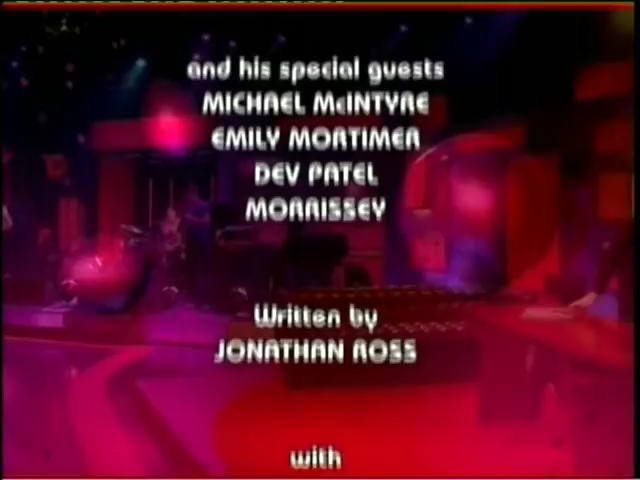 and his special guests
MICHAEL McINTYRE
EMILY MORTIMER
DEV PATEL
MORRISSEY
Written by
JONATHAN ROSS
with